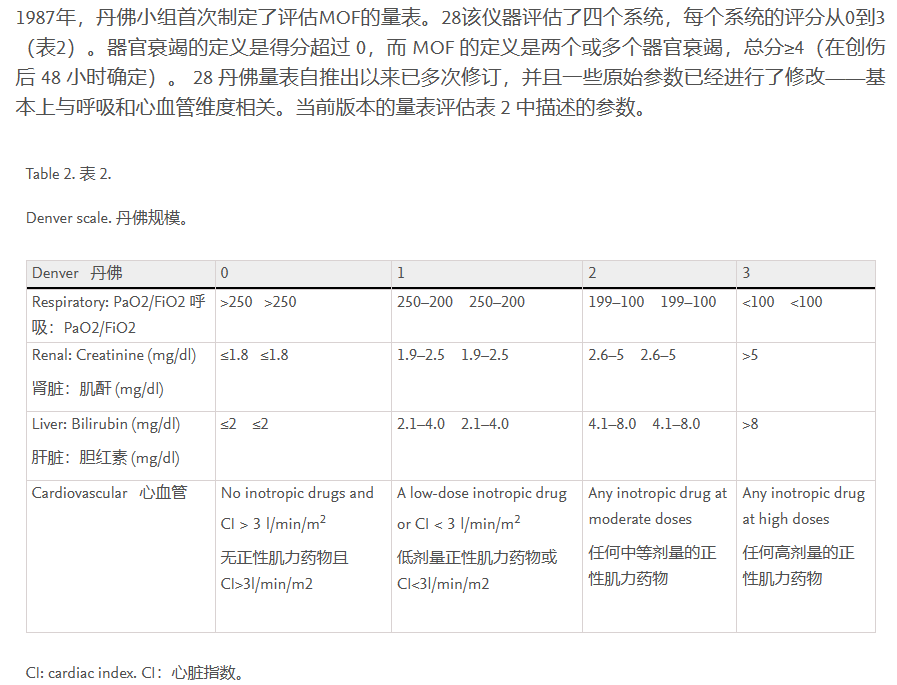 1987年，丹佛小组首次制定了评估MOF的量表。28该仪器评估了四个系统，每个系统的评分从0到3
（表2）。器官衰竭的定义是得分超过 0，而 MOF 的定义是两个或多个器官衰竭，总分≥4（在创伤
后 48 小时确定）。 28 丹佛量表自推出以来已多次修订，并且一些原始参数已经进行了修改——基
本上与呼吸和心血管维度相关。当前版本的量表评估表 2 中描述的参数。
Table 2. 表 2.
Denver scale. 丹佛规模。
Denver 丹佛 0 1 2 3
Respiratory: PaO2/FiO2 呼 >250 >250 250–200 250–200 199–100 199–100 <100 <100
吸：PaO2/FiO2
Renal: Creatinine (mg/dl) ≤1.8 ≤1.8 1.9–2.5 1.9–2.5 2.6–5 2.6–5 >5
肾脏：肌酐 (mg/dl)
Liver: Bilirubin (mg/dl) ≤2 ≤2 2.1–4.0 2.1–4.0 4.1–8.0 4.1–8.0 >8
肝脏：胆红素 (mg/dl)
Cardiovascular 心血管
No inotropic drugs and
CI > 3 l/min/m2
无正性肌力药物且
CI>3l/min/m2
A low-dose inotropic drug
or CI < 3 l/min/m2
低剂量正性肌力药物或
CI<3l/min/m2
Any inotropic drug at
moderate doses
任何中等剂量的正
性肌力药物
Any inotropic drug
at high doses
任何高剂量的正
性肌力药物
CI: cardiac index. CI：心脏指数。